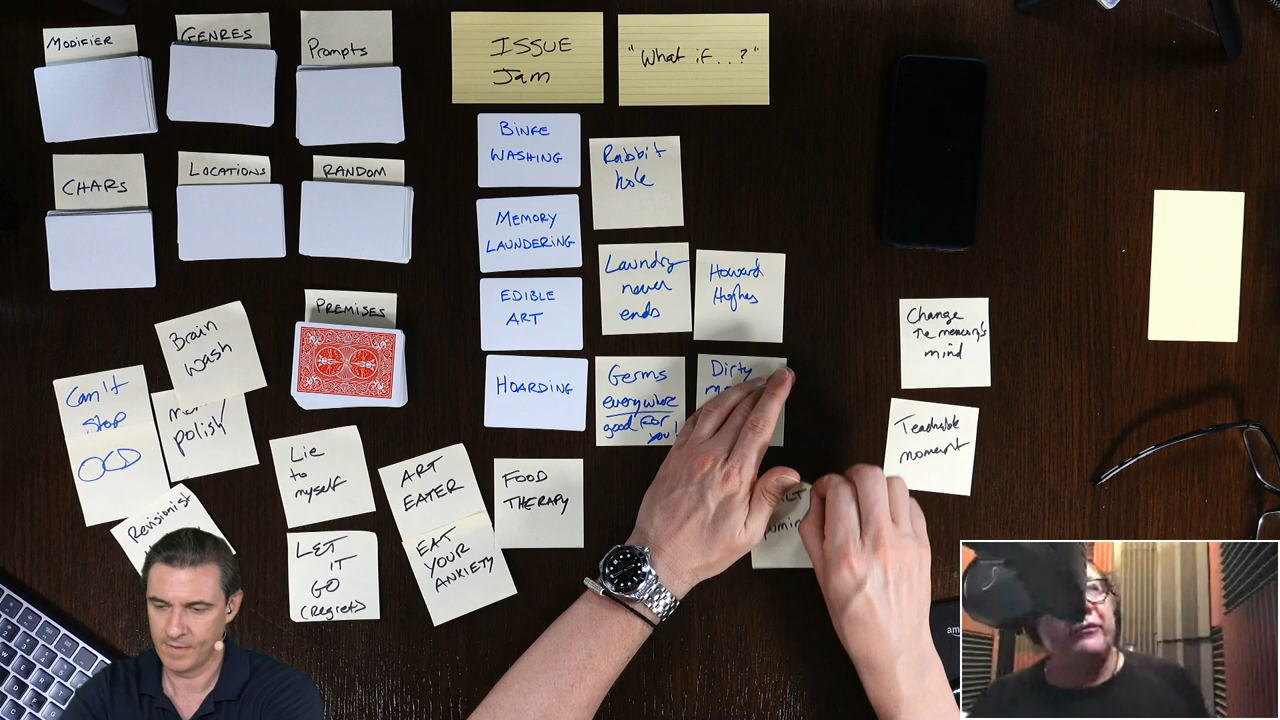 MODIFIER
GENRES
Prompts
ISSUE
Jam
"What if..?"
CHARS
LOCATIONS
RANDOM
BINGE
WASHING
Rabbit
hole
MEMORY
LAUNDERING
Laundry
never
ends
Howard
Hughes
EDIBLE
ART
PREMISES
Change
the memory's
mind
Brain
wash
Can't
stop
OCD
polish
HOARDING
Germs
everywhere
good FOR
you!
Dirty
Teachable
moment
Lie
to
myself
ART
EATER
FOOD
THERAPY
Revisionist
LET
IT
GO
(regrets)
EAT
YOUR
ANXIETY